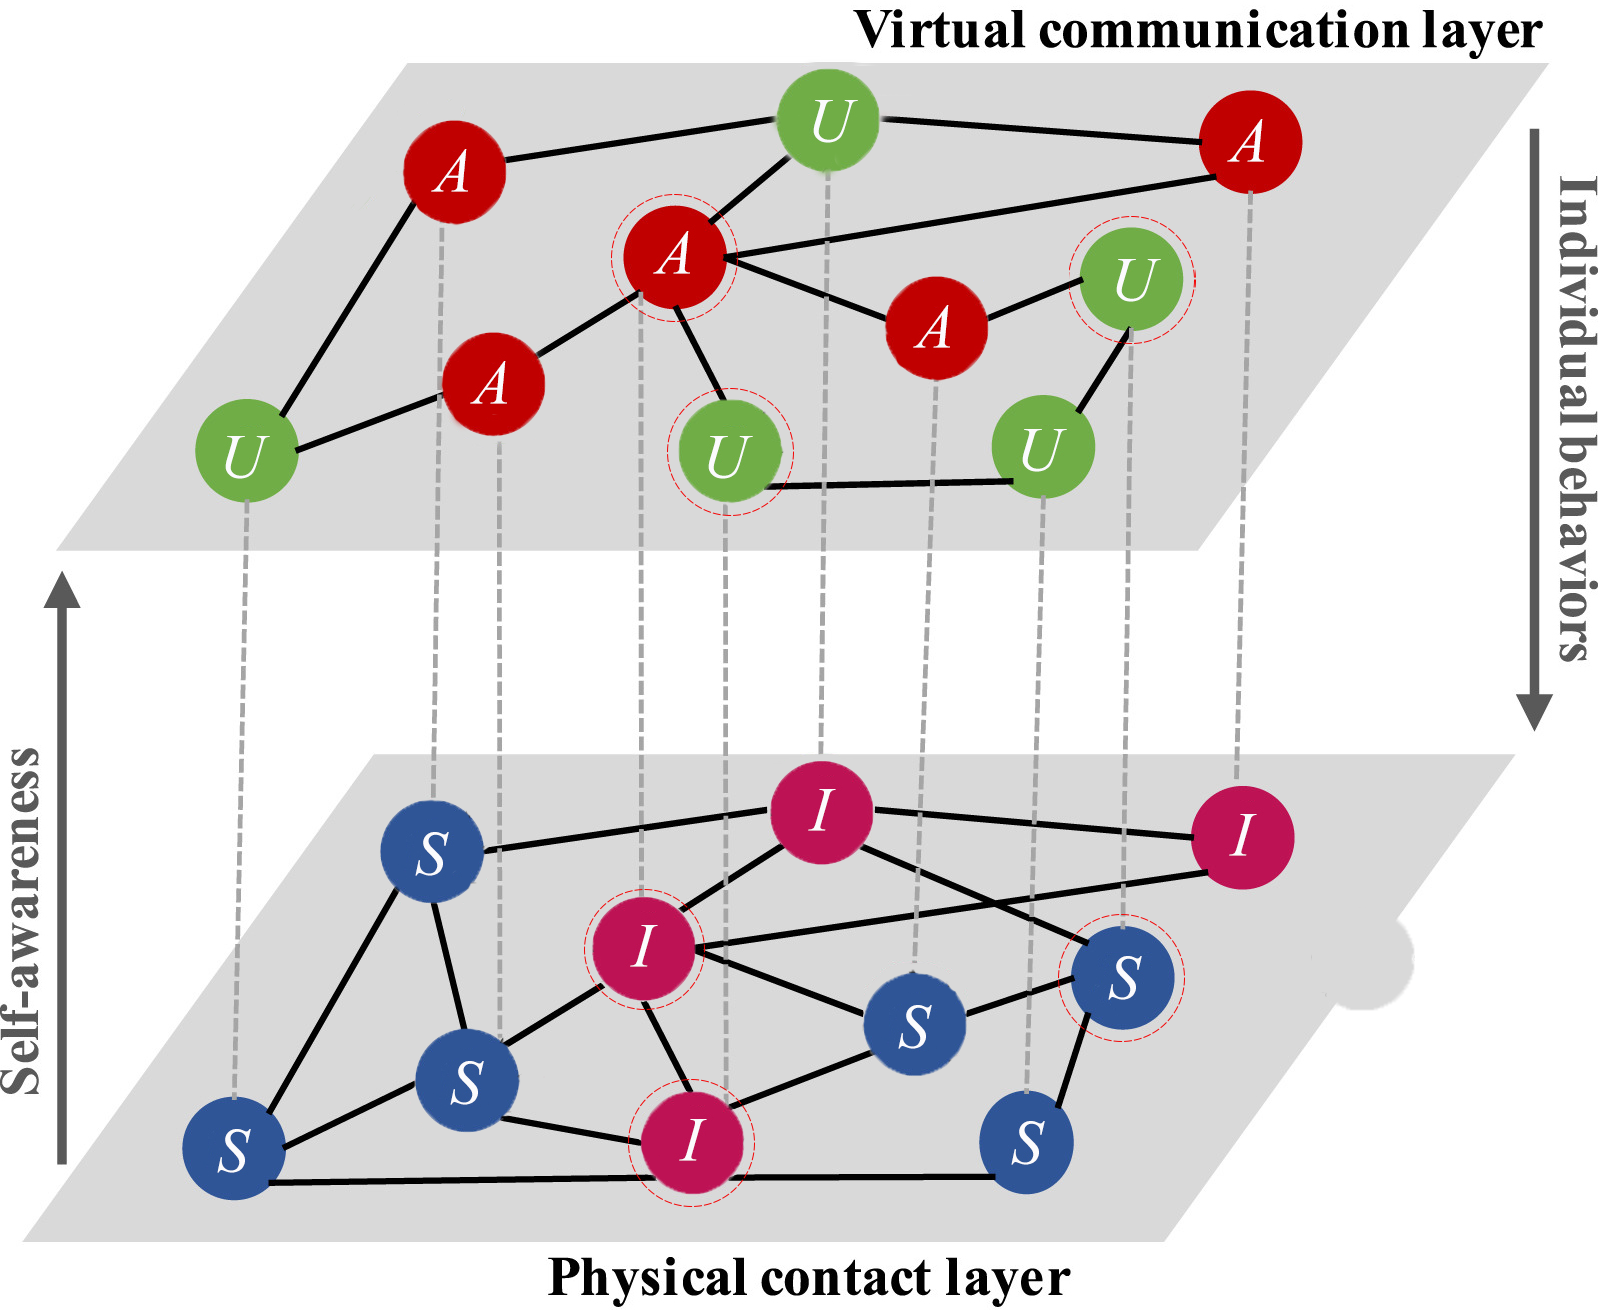 Virtual communication layer
U
A
A
A
U
A
A
U
U
U
Individual behaviors
Self-awareness
I
I
S
I
S
S
S
I
S
S
Physical contact layer